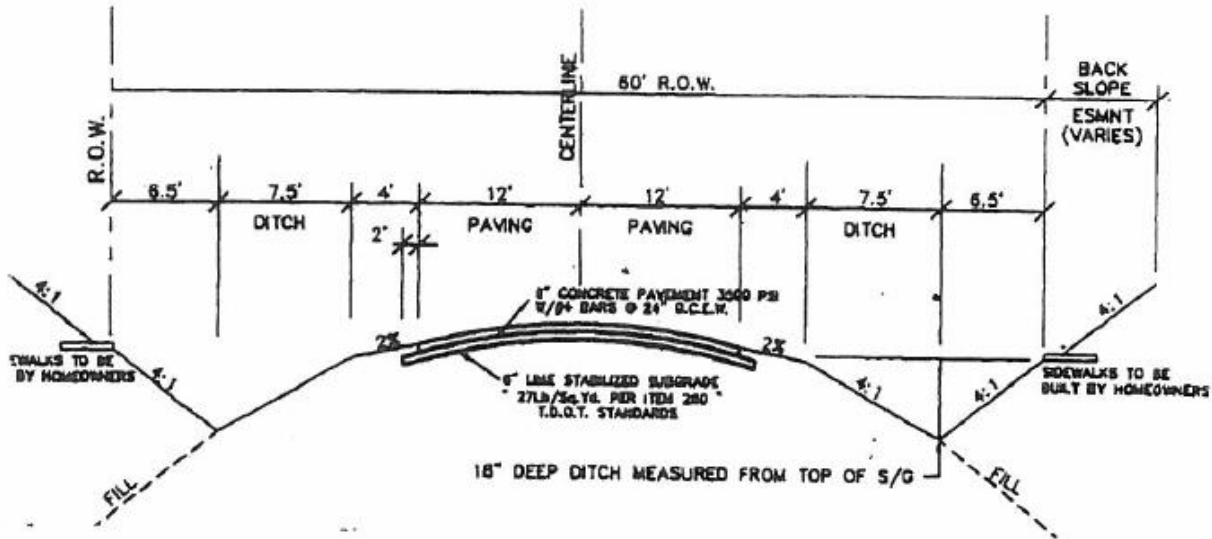 60' R.O.W.
BACK
SLOPE
ESMNT
(VARIES)
R.O.W.
CENTERLINE
6.5'
7.5'
4'
12'
12'
4'
7.5'
6.5'
DITCH
PAVING
PAVING
DITCH
2"
4:1
4:1
2%
CONCRETE PAVEMENT 3500 PSI
BARS @ 24" O.C.E.W.
2%
4:1
4:1
4:1
SWALKS TO BE
BY HOMEOWNERS
6" LIME STABILIZED SUBGRADE
27Lb/Sq.Yd. PER ITEM 260
T.D.O.T. STANDARDS
SIDEWALKS TO BE
BUILT BY HOMEOWNERS
18" DEEP DITCH MEASURED FROM TOP OF S/G
FILL
FILL